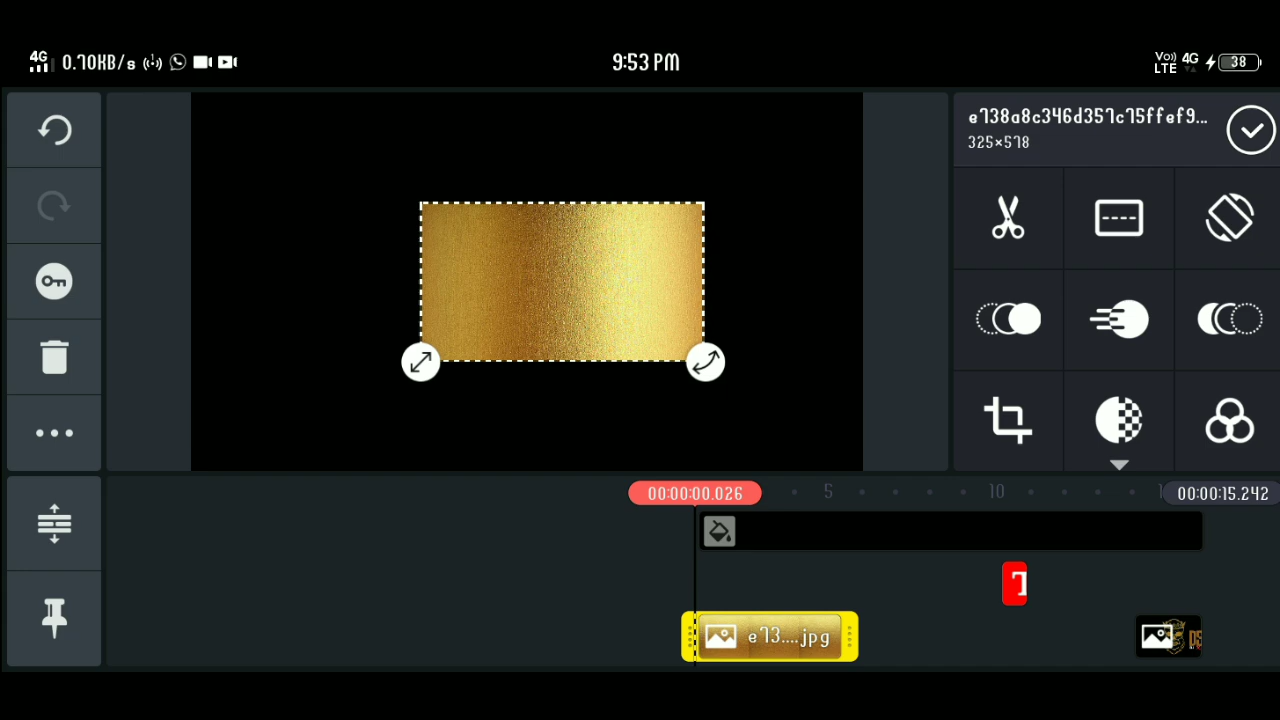 4G 0.70KB/s 9:53 PM Vo)) LTE 4G 38
e738a8c346d357c75ffef9...
325×578
00:00:00.026 5 10 1 00:00:15.242
T
e73....jpg